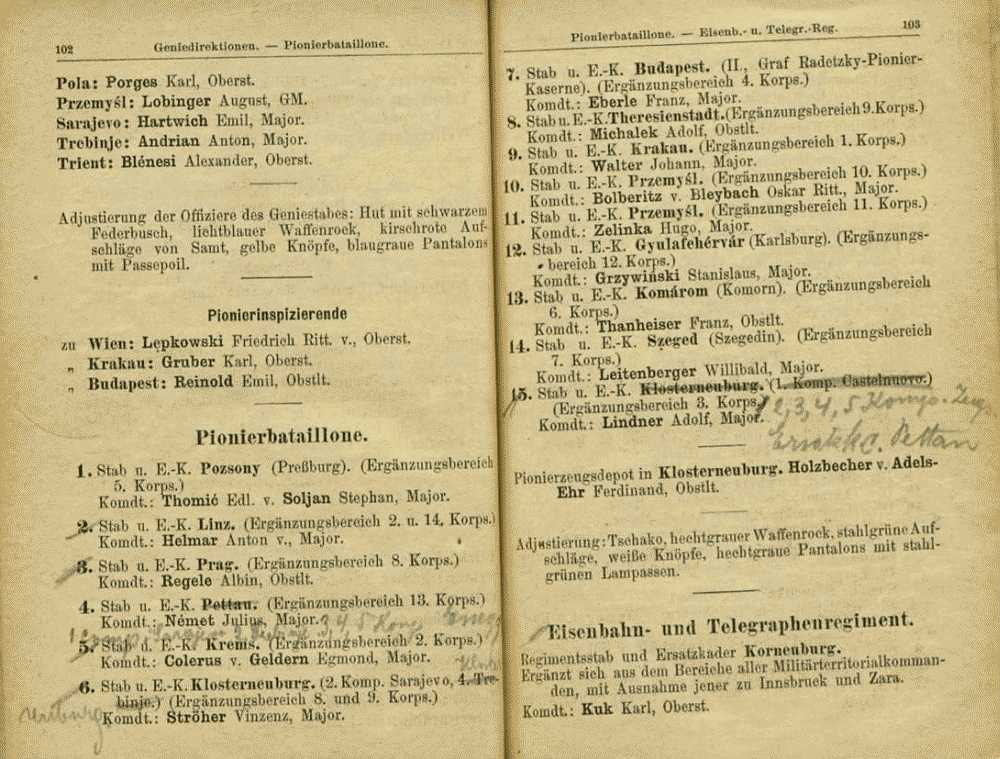 102
Geniedirektionen. — Pionierbataillone.
Pola: Porges Karl, Oberst.
Przemyśl: Lobinger August, GM.
Sarajevo: Hartwich Emil, Major.
Trebinje: Andrian Anton, Major.
Trient: Blénesi Alexander, Oberst.
Adjustierung der Offiziere des Geniestabes: Hut mit schwarzem
Federbusch, lichtblauer Waffenrock, kirschrote Auf-
schläge von Samt, gelbe Knöpfe, blaugraue Pantalons
mit Passepoil.
Pionierinspizierende
zu Wien: Lępkowski Friedrich Ritt. v., Oberst.
„ Krakau: Gruber Karl, Oberst.
„ Budapest: Reinold Emil, Obstlt.
Pionierbataillone.
1. Stab u. E.-K. Pozsony (Preßburg). (Ergänzungsbereich
5. Korps.)
Komdt.: Thomić Edl. v. Soljan Stephan, Major.
2. Stab u. E.-K. Linz. (Ergänzungsbereich 2. u. 14. Korps.)
Komdt.: Helmar Anton v., Major.
3. Stab u. E.-K. Prag. (Ergänzungsbereich 8. Korps.)
Komdt.: Regele Albin, Obstlt.
4. Stab u. E.-K. Pettau. (Ergänzungsbereich 13. Korps.)
Komdt.: Német Julius, Major.
5. Stab u. E.-K. Krems. (Ergänzungsbereich 2. Korps.)
Komdt.: Colerus v. Geldern Egmond, Major.
6. Stab u. E.-K. Klosterneuburg. (2. Komp. Sarajevo, 4. Tre-
binje.) (Ergänzungsbereich 8. und 9. Korps.)
Komdt.: Ströher Vinzenz, Major.
Pionierbataillone. — Eisenb.- u. Telegr.-Reg.
103
7. Stab u. E.-K. Budapest. (II., Graf Radetzky-Pionier-
Kaserne). (Ergänzungsbereich 4. Korps.)
Komdt.: Eberle Franz, Major.
8. Stab u. E.-K. Theresienstadt. (Ergänzungsbereich 9. Korps.)
Komdt.: Michalek Adolf, Obstlt.
9. Stab u. E.-K. Krakau. (Ergänzungsbereich 1. Korps.)
Komdt.: Walter Johann, Major.
10. Stab u. E.-K. Przemyśl. (Ergänzungsbereich 10. Korps.)
Komdt.: Bolberitz v. Bleybach Oskar Ritt., Major.
11. Stab u. E.-K. Przemyśl. (Ergänzungsbereich 11. Korps.)
Komdt.: Zelinka Hugo, Major.
12. Stab u. E.-K. Gyulafehérvár (Karlsburg). (Ergänzungs-
bereich 12. Korps.)
Komdt.: Grzywiński Stanislaus, Major.
13. Stab u. E.-K. Komárom (Komorn). (Ergänzungsbereich
6. Korps.)
Komdt.: Thanheiser Franz, Obstlt.
14. Stab u. E.-K. Szeged (Szegedin). (Ergänzungsbereich
7. Korps.)
Komdt.: Leitenberger Willibald, Major.
15. Stab u. E.-K. Klosterneuburg. (1. Komp. Castelnuovo.)
(Ergänzungsbereich 3. Korps.)
2, 3, 4, 5 Komp.
Komdt.: Lindner Adolf, Major.
Pettau
Pionierzeugsdepot in Klosterneuburg. Holzbecher v. Adels-
Ehr Ferdinand, Obstlt.
Adjustierung: Tschako, hechtgrauer Waffenrock, stahlgrüne Auf-
schläge, weiße Knöpfe, hechtgraue Pantalons mit stahl-
grünen Lampassen.
Eisenbahn- und Telegraphenregiment.
Regimentsstab und Ersatzkader Korneuburg.
Ergänzt sich aus dem Bereiche aller Militärterritorialkomman-
den, mit Ausnahme jener zu Innsbruck und Zara.
Komdt.: Kuk Karl, Oberst.